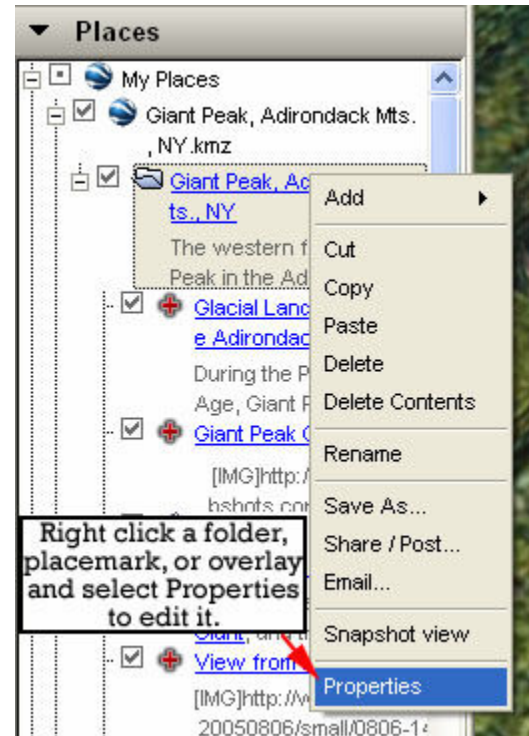 Places
My Places
Giant Peak, Adirondack Mts.
, NY.kmz
Giant Peak, Ad
ts., NY
The western f
Peak in the Ad
Glacial Land
e Adirondac
During the P
Age, Giant P
Giant Peak
[IMG]http:/
bshots.con
Right click a folder,
placemark, or overlay
and select Properties
to edit it.
Giant, and t
View from
[IMG]http://w
20050806/small/0806-14
Add
Cut
Copy
Paste
Delete
Delete Contents
Rename
Save As...
Share / Post...
Email...
Snapshot view
Properties